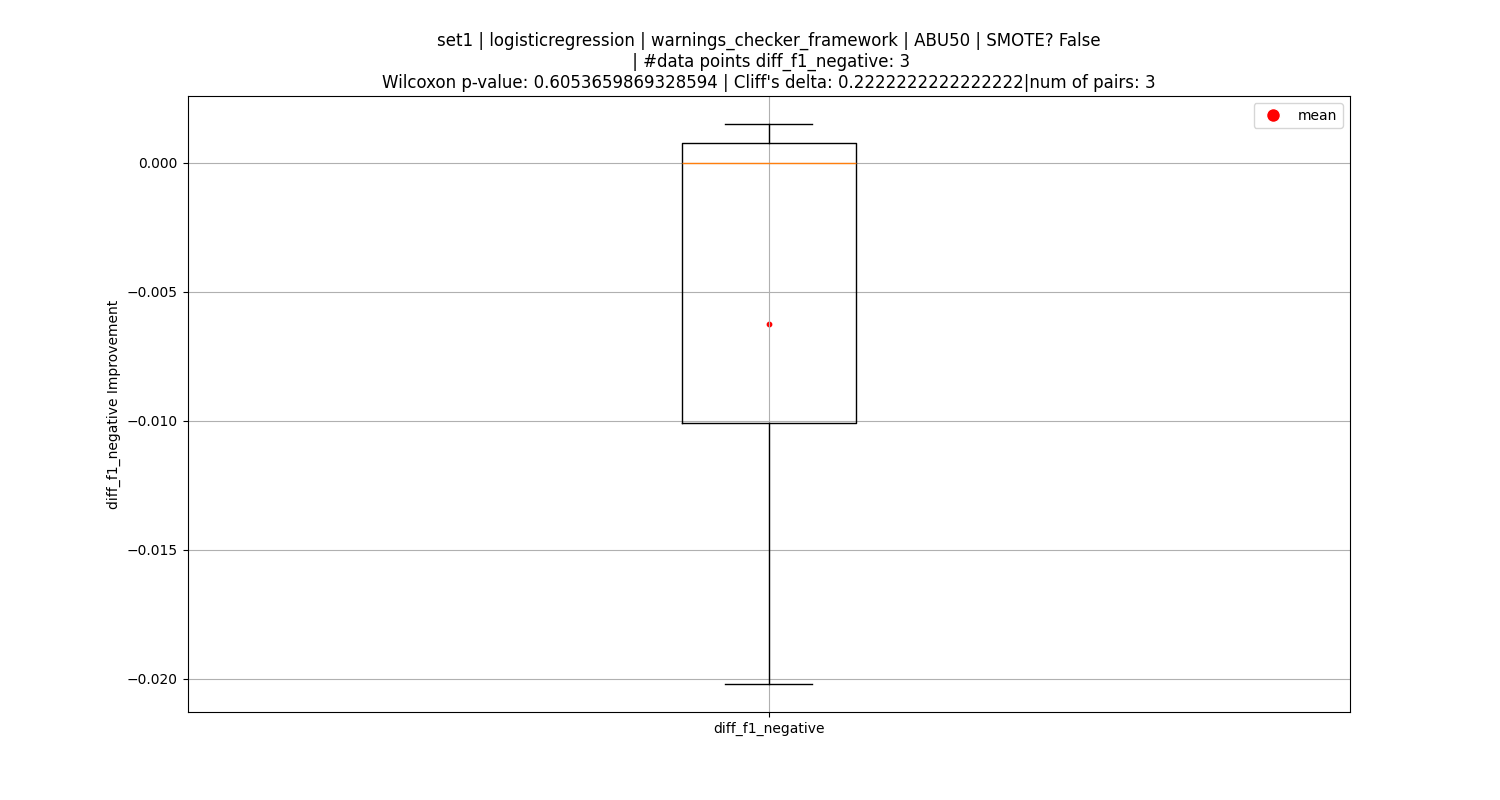 set1 | logisticregression | warnings_checker_framework | ABU50 | SMOTE? False
| #data points diff_f1_negative: 3
Wilcoxon p-value: 0.6053659869328594 | Cliff's delta: 0.2222222222222222|num of pairs: 3
mean
0.000
−0.005
−0.010
−0.015
−0.020
diff_f1_negative Improvement
diff_f1_negative